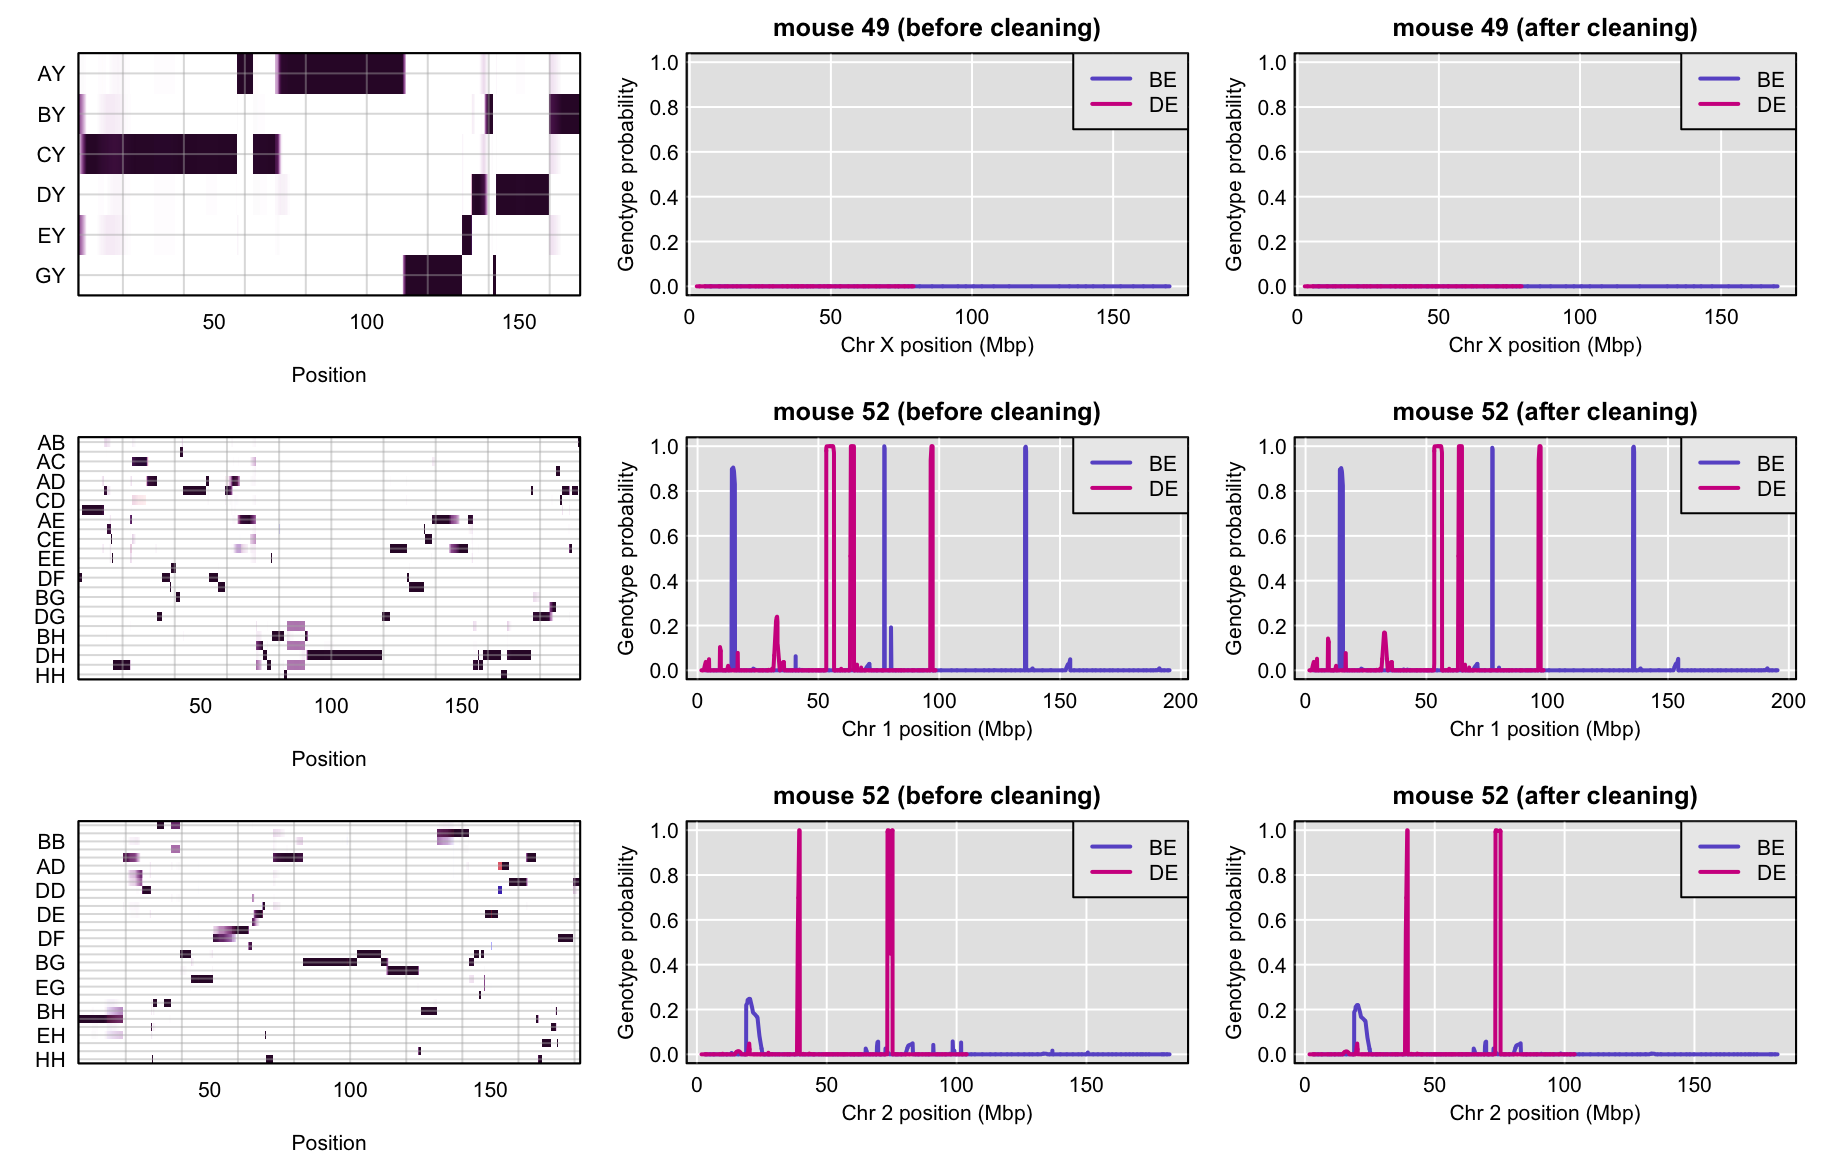 AY
BY
CY
DY
EY
GY
50 100 150
Position
mouse 49 (before cleaning)
Genotype probability
1.0
0.8
0.6
0.4
0.2
0.0
BE
DE
0 50 100 150
Chr X position (Mbp)
mouse 49 (after cleaning)
Genotype probability
1.0
0.8
0.6
0.4
0.2
0.0
BE
DE
0 50 100 150
Chr X position (Mbp)
AB
AC
AD
CD
AE
CE
EE
DF
BG
DG
BH
DH
HH
50 100 150
Position
mouse 52 (before cleaning)
Genotype probability
1.0
0.8
0.6
0.4
0.2
0.0
BE
DE
0 50 100 150 200
Chr 1 position (Mbp)
mouse 52 (after cleaning)
Genotype probability
1.0
0.8
0.6
0.4
0.2
0.0
BE
DE
0 50 100 150 200
Chr 1 position (Mbp)
BB
AD
DD
DE
DF
BG
EG
BH
EH
HH
50 100 150
Position
mouse 52 (before cleaning)
Genotype probability
1.0
0.8
0.6
0.4
0.2
0.0
BE
DE
0 50 100 150
Chr 2 position (Mbp)
mouse 52 (after cleaning)
Genotype probability
1.0
0.8
0.6
0.4
0.2
0.0
BE
DE
0 50 100 150
Chr 2 position (Mbp)